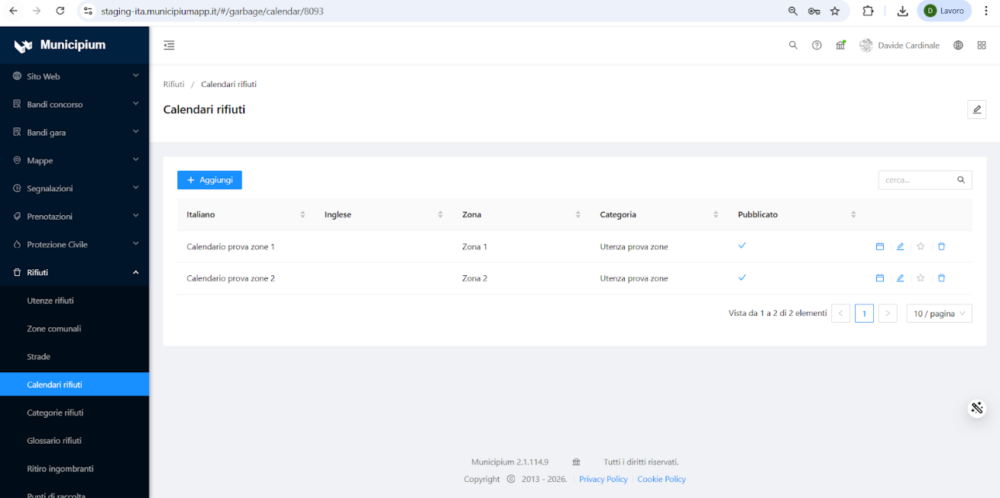 staging-ita.municipiumapp.it/#/garbage/calendar/8093
D Lavoro
Municipium
Davide Cardinale
Sito Web
Bandi concorso
Bandi gara
Mappe
Segnalazioni
Prenotazioni
Protezione Civile
Rifiuti
Utenze rifiuti
Zone comunali
Strade
Calendari rifiuti
Categorie rifiuti
Glossario rifiuti
Ritiro ingombranti
Punti di raccolta
Rifiuti / Calendari rifiuti
Calendari rifiuti
+ Aggiungi
cerca...
Italiano Inglese Zona Categoria Pubblicato
Calendario prova zone 1 Zona 1 Utenza prova zone
Calendario prova zone 2 Zona 2 Utenza prova zone
Vista da 1 a 2 di 2 elementi < 1 > 10 / pagina
Municipium 2.1.114.9 Tutti i diritti riservati.
Copyright © 2013 - 2026. Privacy Policy Cookie Policy